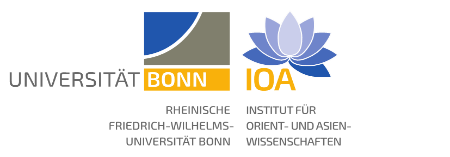 UNIVERSITÄT BONN
RHEINISCHE
FRIEDRICH-WILHELMS-
UNIVERSITÄT BONN
IOA
INSTITUT FÜR
ORIENT- UND ASIEN-
WISSENSCHAFTEN